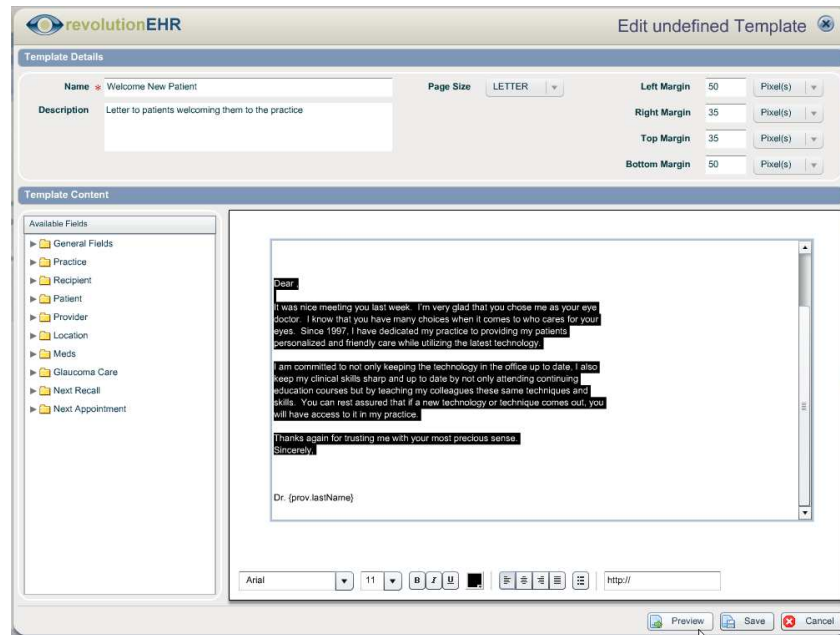 revolutionEHR
Edit undefined Template
Template Details
Name * Welcome New Patient
Page Size LETTER
Left Margin 50 Pixel(s)
Description Letter to patients welcoming them to the practice
Right Margin 35 Pixel(s)
Top Margin 35 Pixel(s)
Bottom Margin 50 Pixel(s)
Template Content
Available Fields
General Fields
Practice
Recipient
Patient
Provider
Location
Meds
Glaucoma Care
Next Recall
Next Appointment
Dear ,
It was nice meeting you last week. I'm very glad that you chose me as your eye
doctor. I know that you have many choices when it comes to who cares for your
eyes. Since 1997, I have dedicated my practice to providing my patients
personalized and friendly care while utilizing the latest technology.
I am committed to not only keeping the technology in the office up to date, I also
keep my clinical skills sharp and up to date by not only attending continuing
education courses but by teaching my colleagues these same techniques and
skills. You can rest assured that if a new technology or technique comes out, you
will have access to it in my practice.
Thanks again for trusting me with your most precious sense.
Sincerely,
Dr. {prov.lastName}
Arial 11 B I U http://
Preview Save Cancel